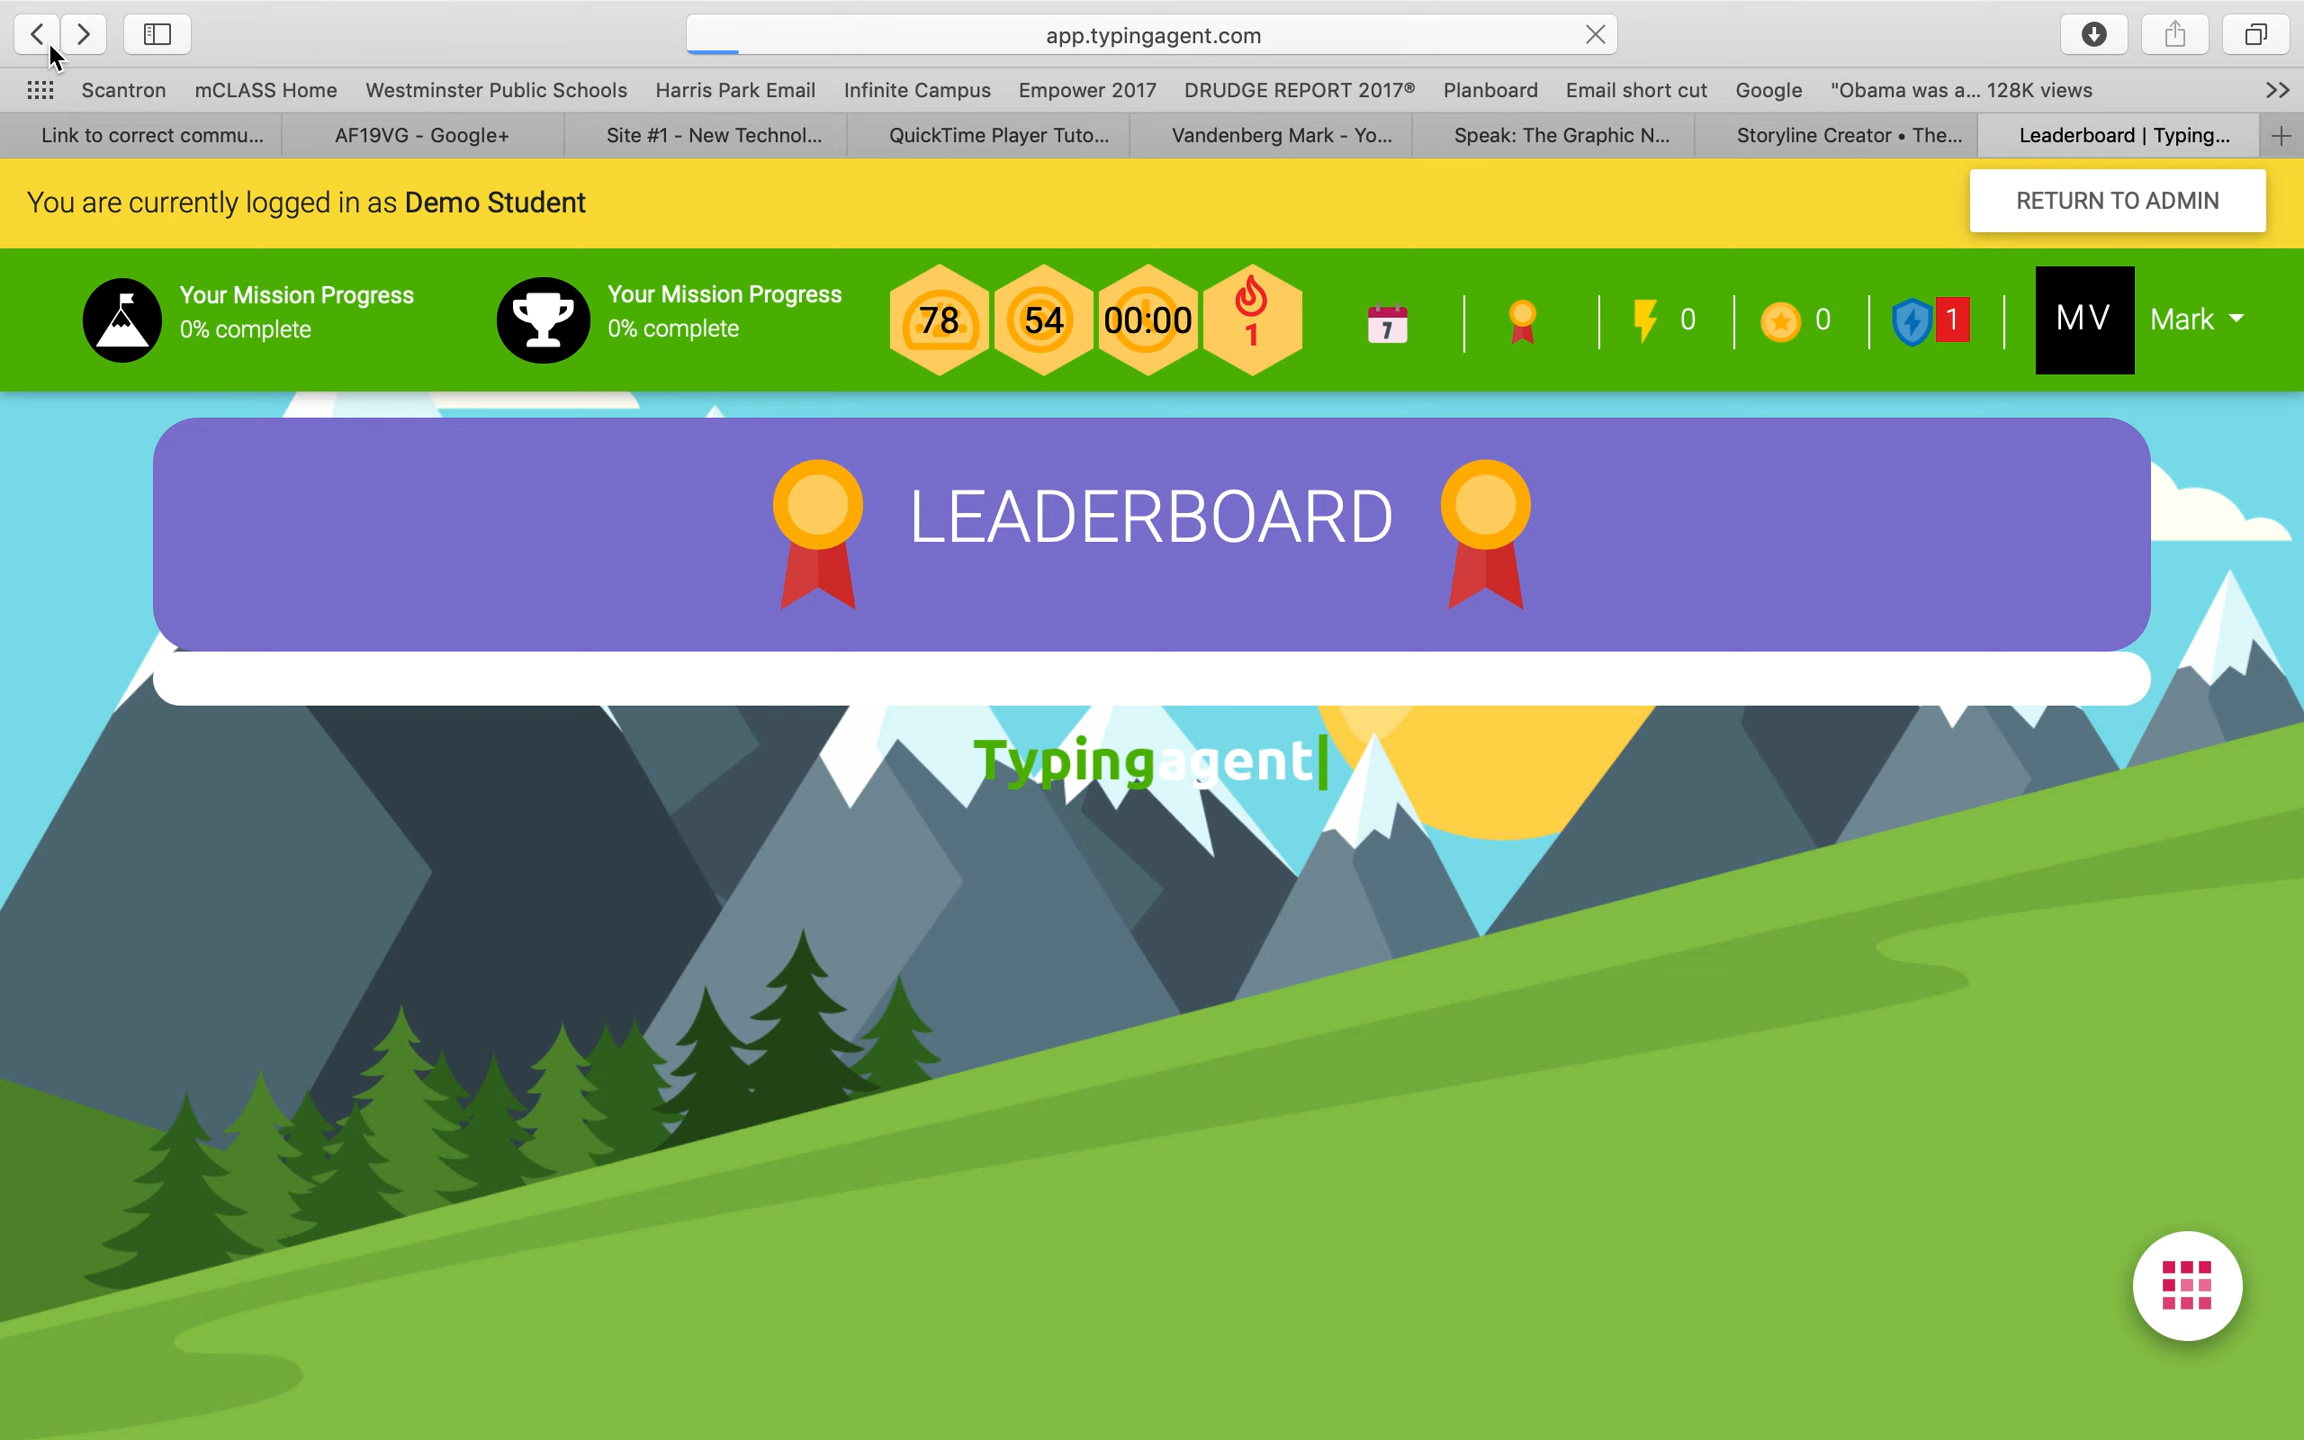 app.typingagent.com
Scantron mCLASS Home Westminster Public Schools Harris Park Email Infinite Campus Empower 2017 DRUDGE REPORT 2017® Planboard Email short cut Google "Obama was a... 128K views
Link to correct commu... AF19VG - Google+ Site #1 - New Technol... QuickTime Player Tuto... Vandenberg Mark - Yo... Speak: The Graphic N... Storyline Creator • The... Leaderboard | Typing...
You are currently logged in as Demo Student RETURN TO ADMIN
Your Mission Progress
0% complete
Your Mission Progress
0% complete
78 54 00:00 1 7 0 0 1 MV Mark
LEADERBOARD
Typingagent|